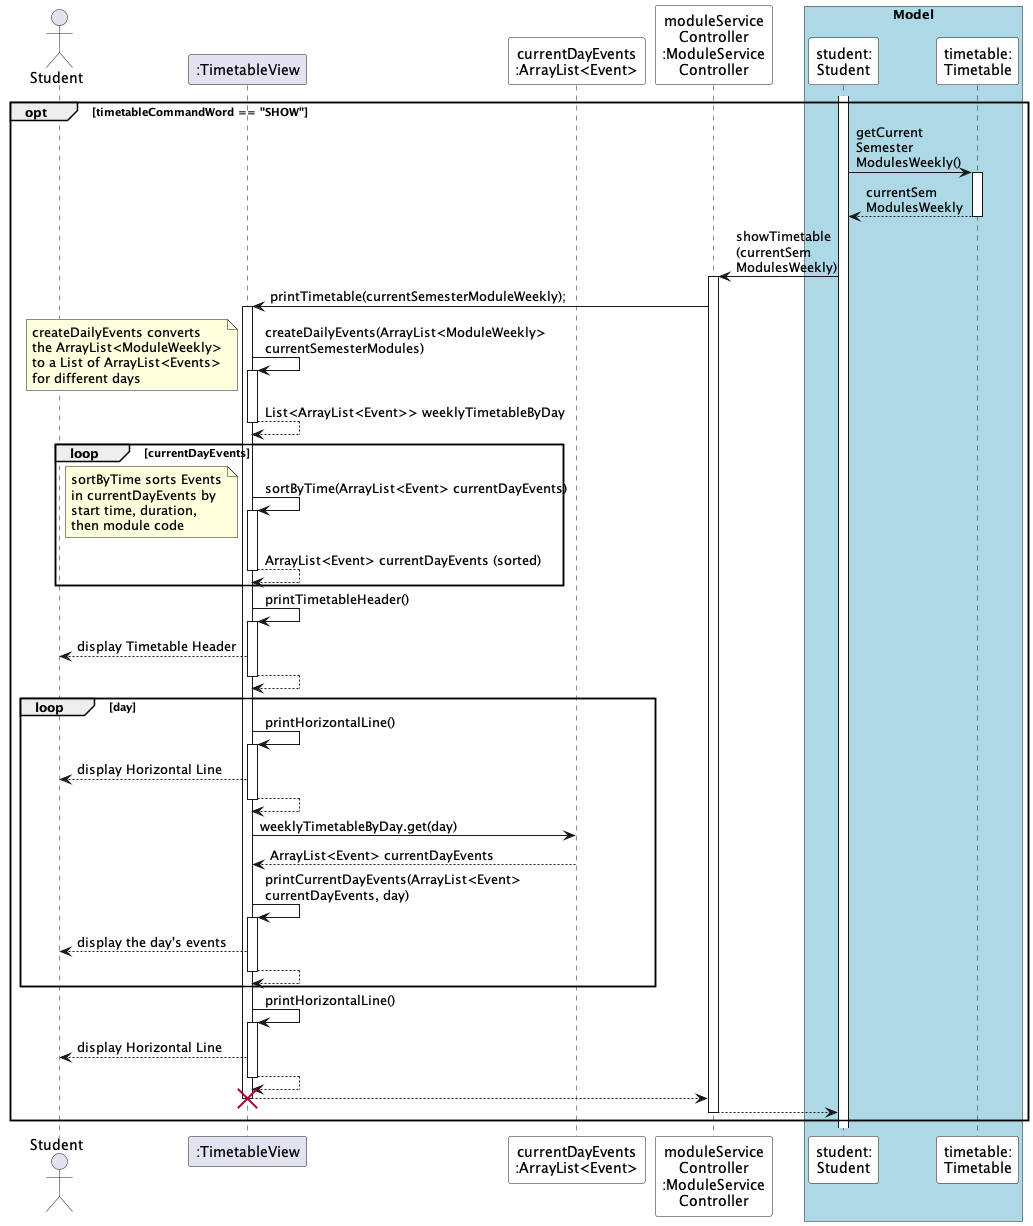 Student
:TimetableView
currentDayEvents
:ArrayList<Event>
moduleService
Controller
:ModuleService
Controller
Model
student:
Student
timetable:
Timetable
opt
[timetableCommandWord == "SHOW"]
getCurrent
Semester
ModulesWeekly()
currentSem
ModulesWeekly
showTimetable
(currentSem
ModulesWeekly)
printTimetable(currentSemesterModuleWeekly);
createDailyEvents converts
the ArrayList<ModuleWeekly>
to a List of ArrayList<Events>
for different days
createDailyEvents(ArrayList<ModuleWeekly>
currentSemesterModules)
List<ArrayList<Event>> weeklyTimetableByDay
loop
[currentDayEvents]
sortByTime sorts Events
in currentDayEvents by
start time, duration,
then module code
sortByTime(ArrayList<Event> currentDayEvents)
ArrayList<Event> currentDayEvents (sorted)
printTimetableHeader()
display Timetable Header
loop
[day]
printHorizontalLine()
display Horizontal Line
weeklyTimetableByDay.get(day)
ArrayList<Event> currentDayEvents
printCurrentDayEvents(ArrayList<Event>
currentDayEvents, day)
display the day's events
printHorizontalLine()
display Horizontal Line
Student
:TimetableView
currentDayEvents
:ArrayList<Event>
moduleService
Controller
:ModuleService
Controller
student:
Student
timetable:
Timetable